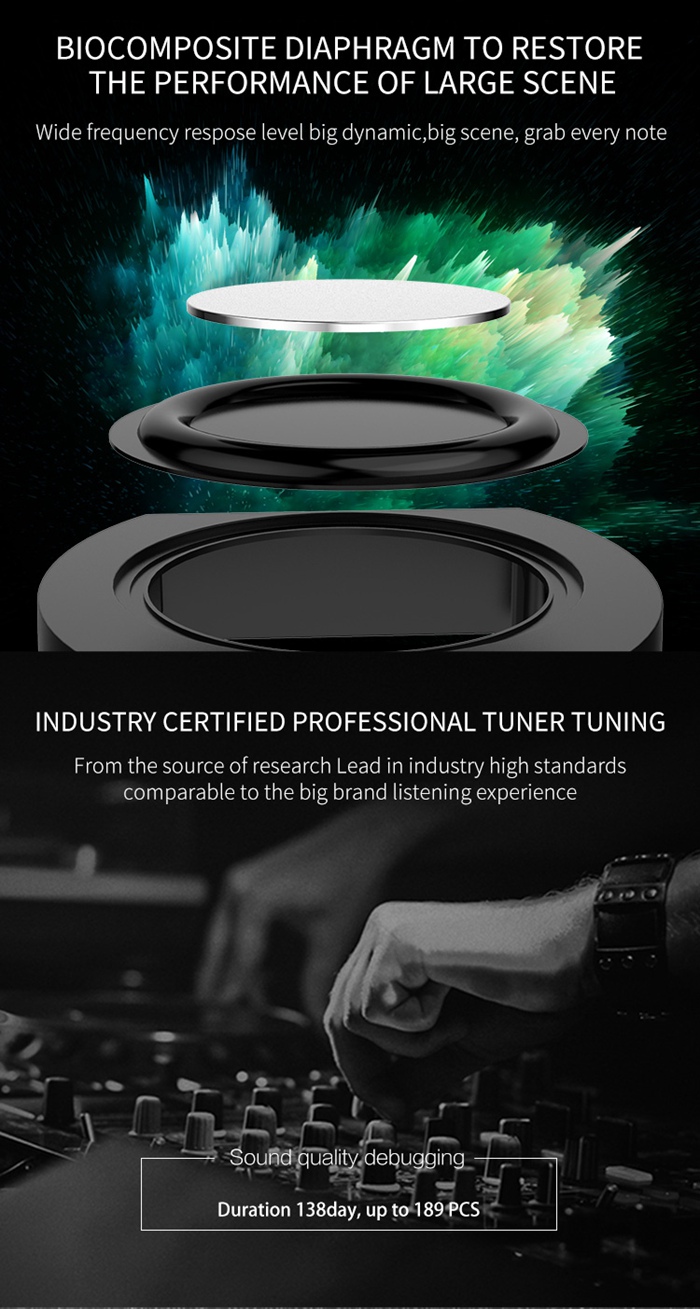 BIOCOMPOSITE DIAPHRAGM TO RESTORE
THE PERFORMANCE OF LARGE SCENE
Wide frequency respose level big dynamic,big scene, grab every note
INDUSTRY CERTIFIED PROFESSIONAL TUNER TUNING
From the source of research Lead in industry high standards
comparable to the big brand listening experience
Sound quality debugging
Duration 138day, up to 189 PCS